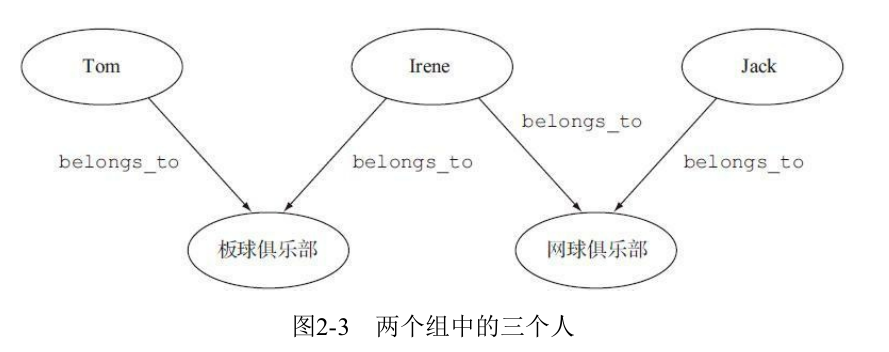 Tom
Irene
Jack
belongs_to
belongs_to
belongs_to
belongs_to
板球俱乐部
网球俱乐部
图2-3 两个组中的三个人